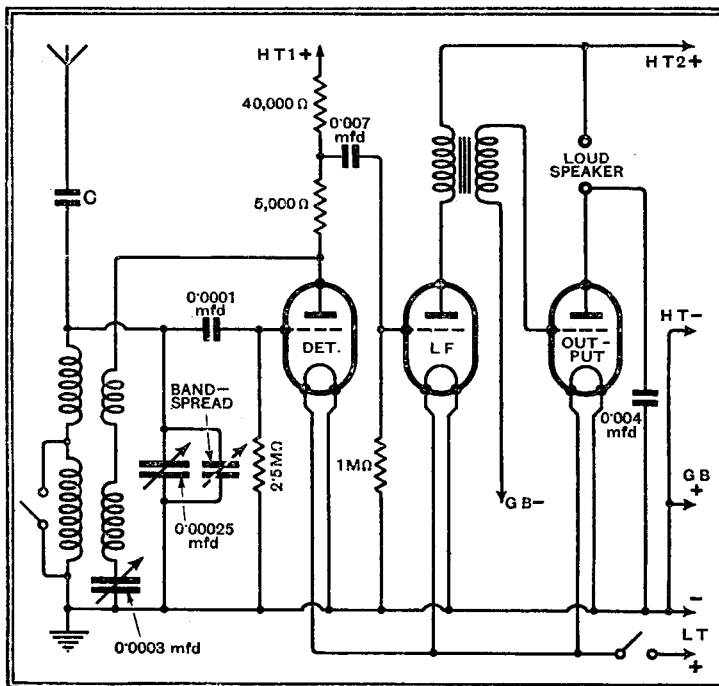 HT1+
HT2+
40,000 Ω
0·007
mfd
LOUD
SPEAKER
C
5,000 Ω
0·0001
mfd
HT–
DET.
LF
OUT-
PUT
BAND-
SPREAD
0·004
mfd
2·5MΩ
1MΩ
GB–
GB
+
0·00025
mfd
–
LT
+
0·0003 mfd